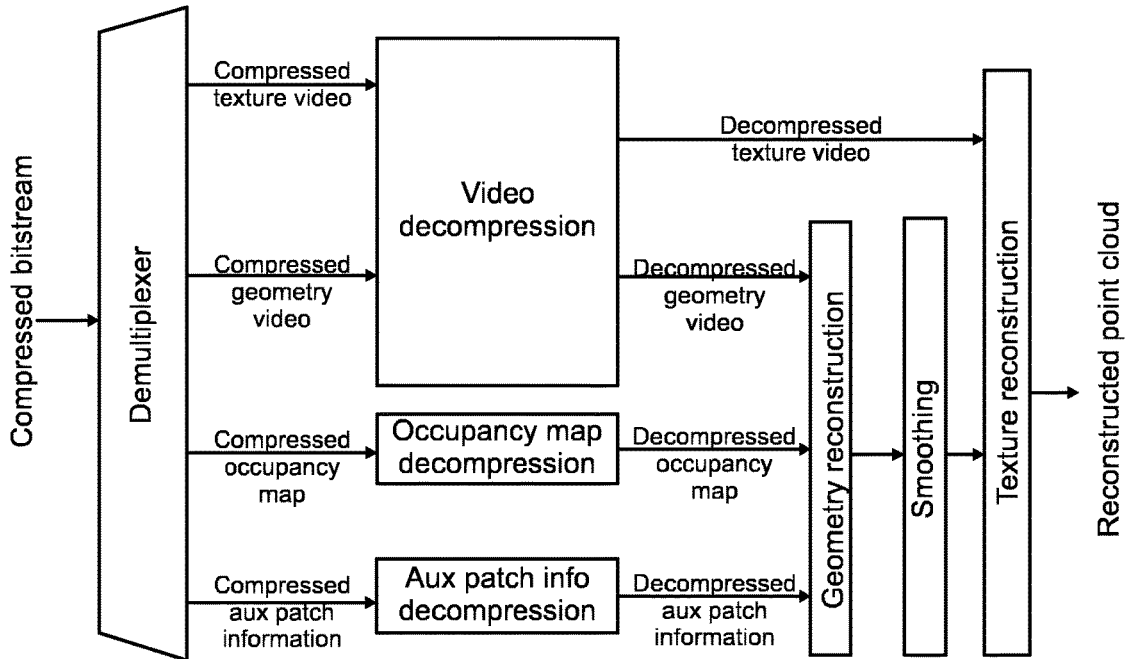 Compressed bitstream
Demultiplexer
Compressed
texture video
Compressed
geometry
video
Compressed
occupancy
map
Compressed
aux patch
information
Video
decompression
Occupancy map
decompression
Aux patch info
decompression
Decompressed
texture video
Decompressed
geometry
video
Decompressed
occupancy
map
Decompressed
aux patch
information
Geometry reconstruction
Smoothing
Texture reconstruction
Reconstructed point cloud